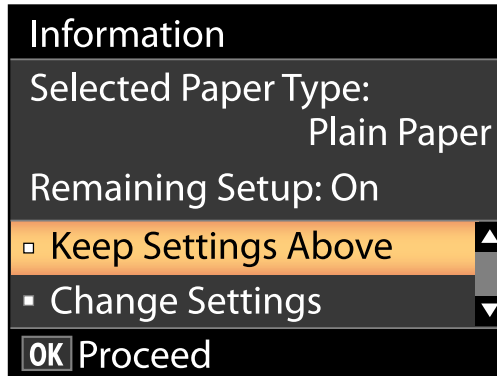 Information
Selected Paper Type:
Plain Paper
Remaining Setup: On
Keep Settings Above
Change Settings
OK Proceed